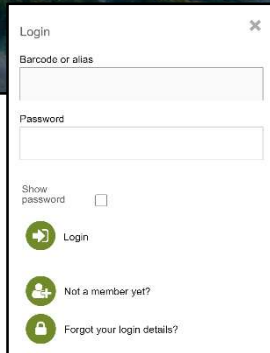 Login
Barcode or alias
Password
Show
password
Login
Not a member yet?
Forgot your login details?